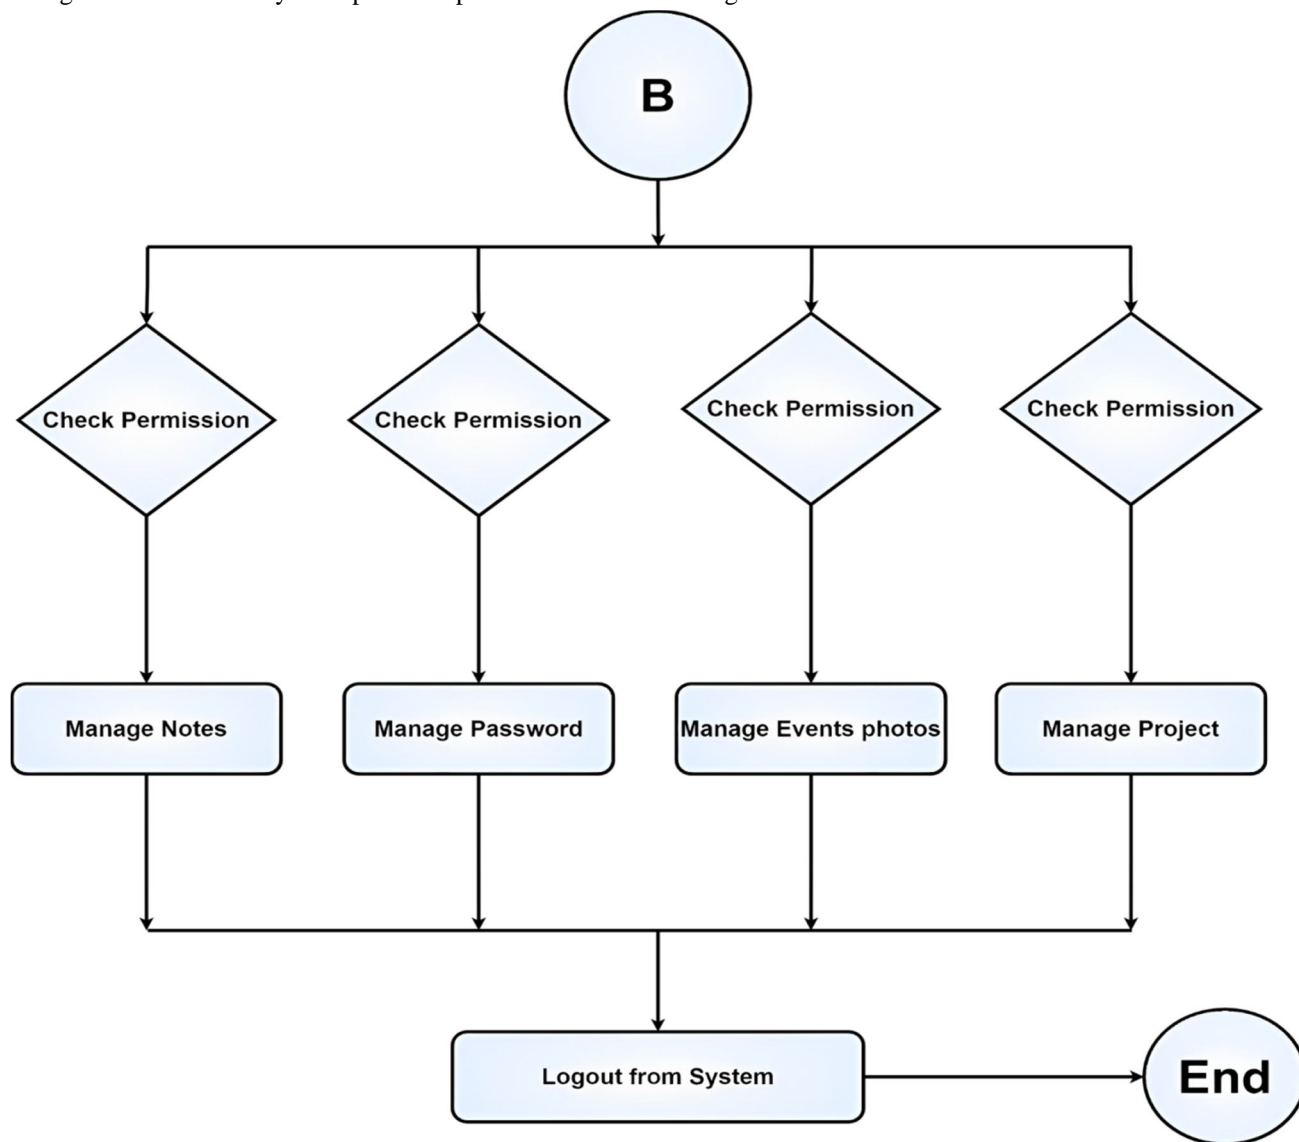 B
Check Permission
Check Permission
Check Permission
Check Permission
Manage Notes
Manage Password
Manage Events photos
Manage Project
Logout from System
End